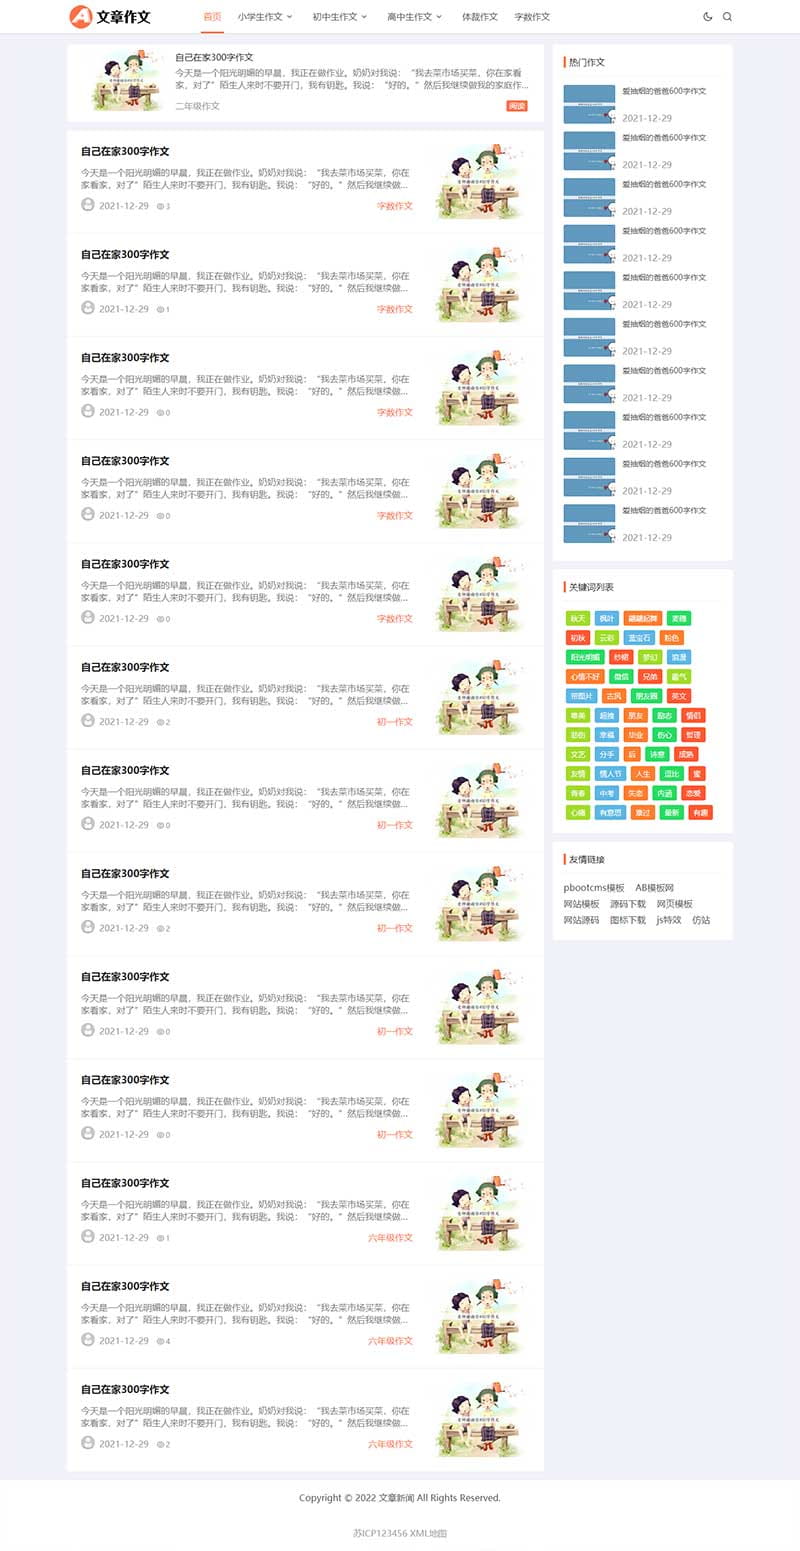 文章作文
首页 小学生作文 初中生作文 高中生作文 体裁作文 字数作文
自己在家300字作文
今天是一个阳光明媚的早晨，我正在做作业。奶奶对我说：“我去菜市场买菜，你在家看
家，对了”陌生人来时不要开门，我有钥匙。我说：“好的。”然后我继续做我的家庭作...
二年级作文 阅读
自己在家300字作文
今天是一个阳光明媚的早晨，我正在做作业。奶奶对我说：“我去菜市场买菜，你在
家看家，对了”陌生人来时不要开门，我有钥匙。我说：“好的。”然后我继续做...
2021-12-29 3 字数作文
自己在家300字作文
今天是一个阳光明媚的早晨，我正在做作业。奶奶对我说：“我去菜市场买菜，你在
家看家，对了”陌生人来时不要开门，我有钥匙。我说：“好的。”然后我继续做...
2021-12-29 1 字数作文
自己在家300字作文
今天是一个阳光明媚的早晨，我正在做作业。奶奶对我说：“我去菜市场买菜，你在
家看家，对了”陌生人来时不要开门，我有钥匙。我说：“好的。”然后我继续做...
2021-12-29 0 字数作文
自己在家300字作文
今天是一个阳光明媚的早晨，我正在做作业。奶奶对我说：“我去菜市场买菜，你在
家看家，对了”陌生人来时不要开门，我有钥匙。我说：“好的。”然后我继续做...
2021-12-29 0 字数作文
自己在家300字作文
今天是一个阳光明媚的早晨，我正在做作业。奶奶对我说：“我去菜市场买菜，你在
家看家，对了”陌生人来时不要开门，我有钥匙。我说：“好的。”然后我继续做...
2021-12-29 0 字数作文
自己在家300字作文
今天是一个阳光明媚的早晨，我正在做作业。奶奶对我说：“我去菜市场买菜，你在
家看家，对了”陌生人来时不要开门，我有钥匙。我说：“好的。”然后我继续做...
2021-12-29 2 初一作文
自己在家300字作文
今天是一个阳光明媚的早晨，我正在做作业。奶奶对我说：“我去菜市场买菜，你在
家看家，对了”陌生人来时不要开门，我有钥匙。我说：“好的。”然后我继续做...
2021-12-29 0 初一作文
自己在家300字作文
今天是一个阳光明媚的早晨，我正在做作业。奶奶对我说：“我去菜市场买菜，你在
家看家，对了”陌生人来时不要开门，我有钥匙。我说：“好的。”然后我继续做...
2021-12-29 2 初一作文
自己在家300字作文
今天是一个阳光明媚的早晨，我正在做作业。奶奶对我说：“我去菜市场买菜，你在
家看家，对了”陌生人来时不要开门，我有钥匙。我说：“好的。”然后我继续做...
2021-12-29 0 初一作文
自己在家300字作文
今天是一个阳光明媚的早晨，我正在做作业。奶奶对我说：“我去菜市场买菜，你在
家看家，对了”陌生人来时不要开门，我有钥匙。我说：“好的。”然后我继续做...
2021-12-29 0 初一作文
自己在家300字作文
今天是一个阳光明媚的早晨，我正在做作业。奶奶对我说：“我去菜市场买菜，你在
家看家，对了”陌生人来时不要开门，我有钥匙。我说：“好的。”然后我继续做...
2021-12-29 1 六年级作文
自己在家300字作文
今天是一个阳光明媚的早晨，我正在做作业。奶奶对我说：“我去菜市场买菜，你在
家看家，对了”陌生人来时不要开门，我有钥匙。我说：“好的。”然后我继续做...
2021-12-29 4 六年级作文
自己在家300字作文
今天是一个阳光明媚的早晨，我正在做作业。奶奶对我说：“我去菜市场买菜，你在
家看家，对了”陌生人来时不要开门，我有钥匙。我说：“好的。”然后我继续做...
2021-12-29 2 六年级作文
热门作文
爱抽烟的爸爸600字作文
2021-12-29
爱抽烟的爸爸600字作文
2021-12-29
爱抽烟的爸爸600字作文
2021-12-29
爱抽烟的爸爸600字作文
2021-12-29
爱抽烟的爸爸600字作文
2021-12-29
爱抽烟的爸爸600字作文
2021-12-29
爱抽烟的爸爸600字作文
2021-12-29
爱抽烟的爸爸600字作文
2021-12-29
爱抽烟的爸爸600字作文
2021-12-29
爱抽烟的爸爸600字作文
2021-12-29
关键词列表
秋天 枫叶 翩翩起舞
初秋 云彩 蓝宝石 粉色
阳光明媚 纱裙 梦幻 浪漫
心情不好 微信 兄弟 霸气
带图片 古风 朋友圈 英文
唯美 超拽 朋友 励志 情侣
悲伤 幸福 毕业 伤心 哲理
文艺 分手 后 诗意 成熟
友情 情人节 人生 逗比
青春 中考 失恋 内涵 恋爱
心痛 有意思 最新 有趣
友情链接
pbootcms模板 AB模板网
网站模板 源码下载 网页模板
网站源码 图标下载 js特效 仿站
Copyright © 2022 文章新闻 All Rights Reserved.
苏ICP123456 XML地图